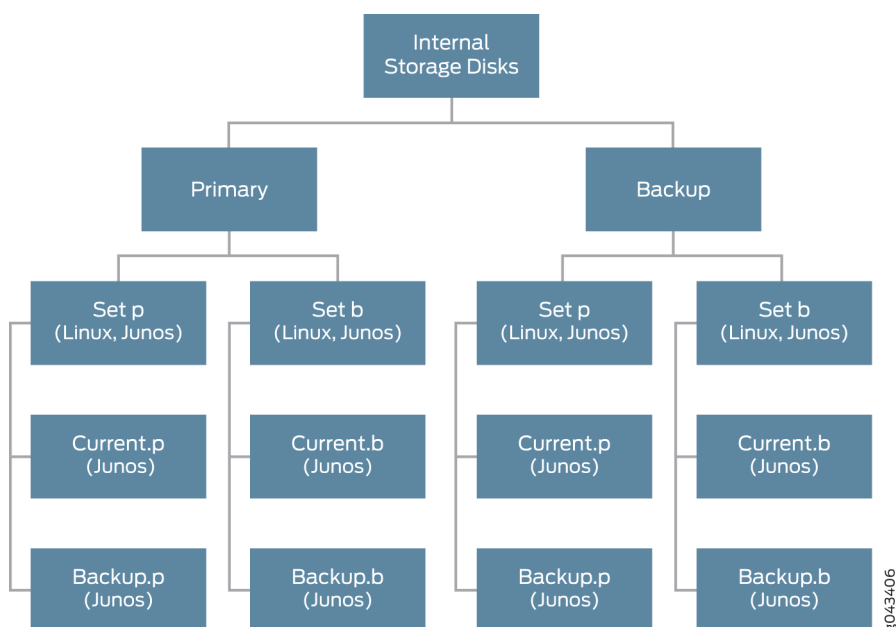 Internal
Storage Disks
Primary
Backup
Set p
(Linux, Junos)
Set b
(Linux, Junos)
Set p
(Linux, Junos)
Set b
(Linux, Junos)
Current.p
(Junos)
Current.b
(Junos)
Current.p
(Junos)
Current.b
(Junos)
Backup.p
(Junos)
Backup.b
(Junos)
Backup.p
(Junos)
Backup.b
(Junos)
g043406